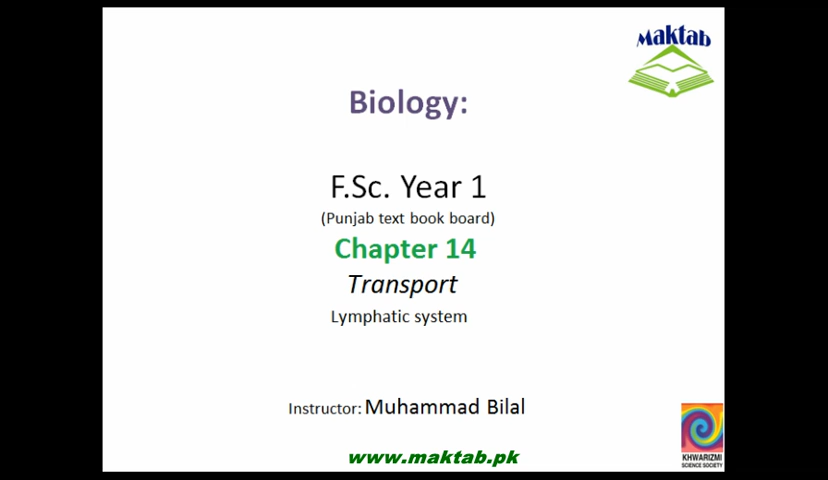 Maktab
Biology:
F.Sc. Year 1
(Punjab text book board)
Chapter 14
Transport
Lymphatic system
Instructor: Muhammad Bilal
KHWARIZMI
SCIENCE SOCIETY
www.maktab.pk